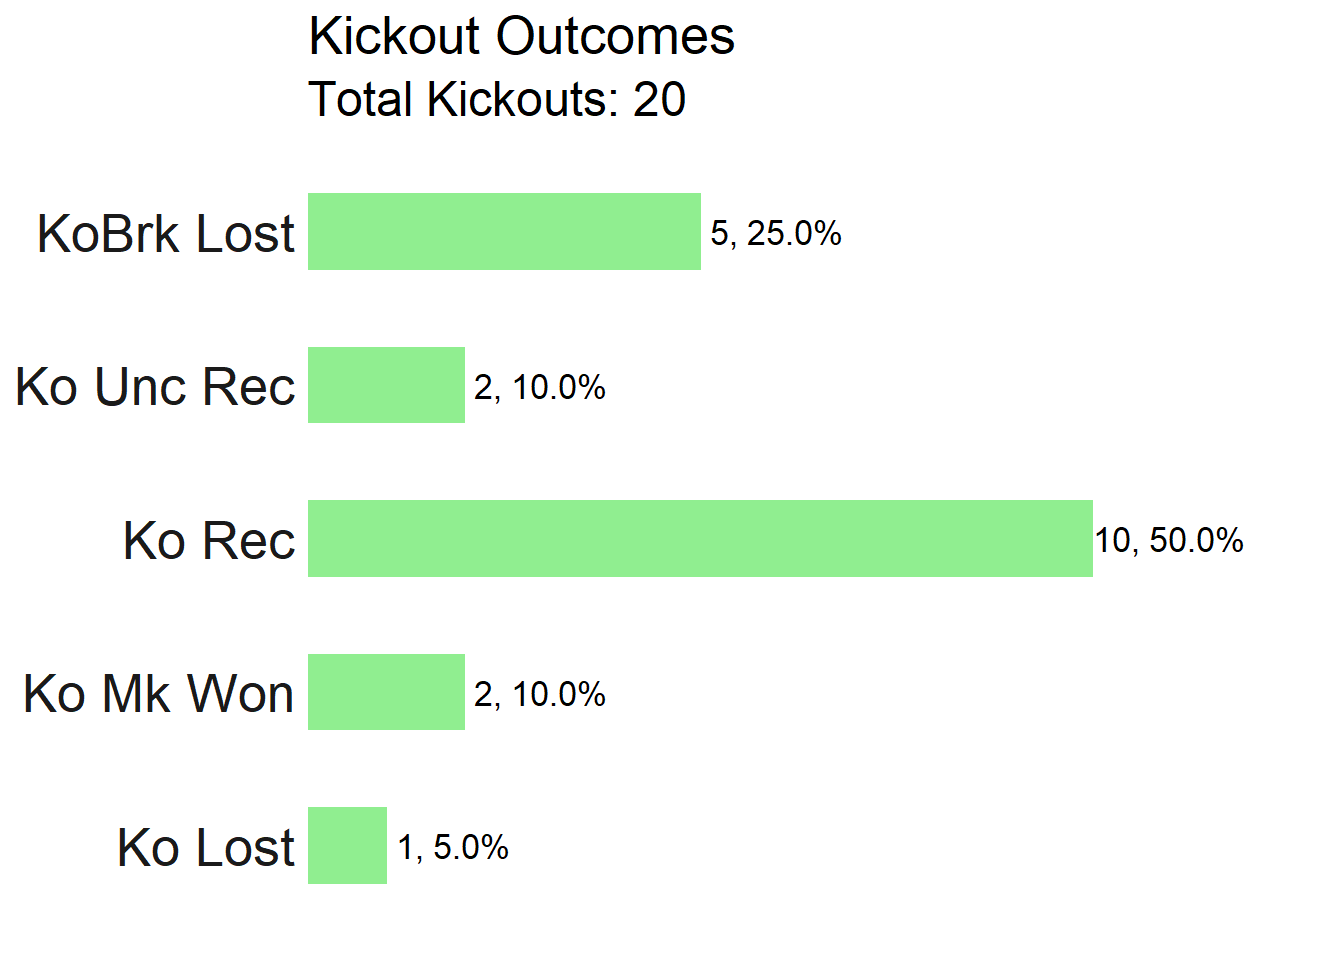 Kickout Outcomes
Total Kickouts: 20
KoBrk Lost 5, 25.0%
Ko Unc Rec 2, 10.0%
Ko Rec 10, 50.0%
Ko Mk Won 2, 10.0%
Ko Lost 1, 5.0%